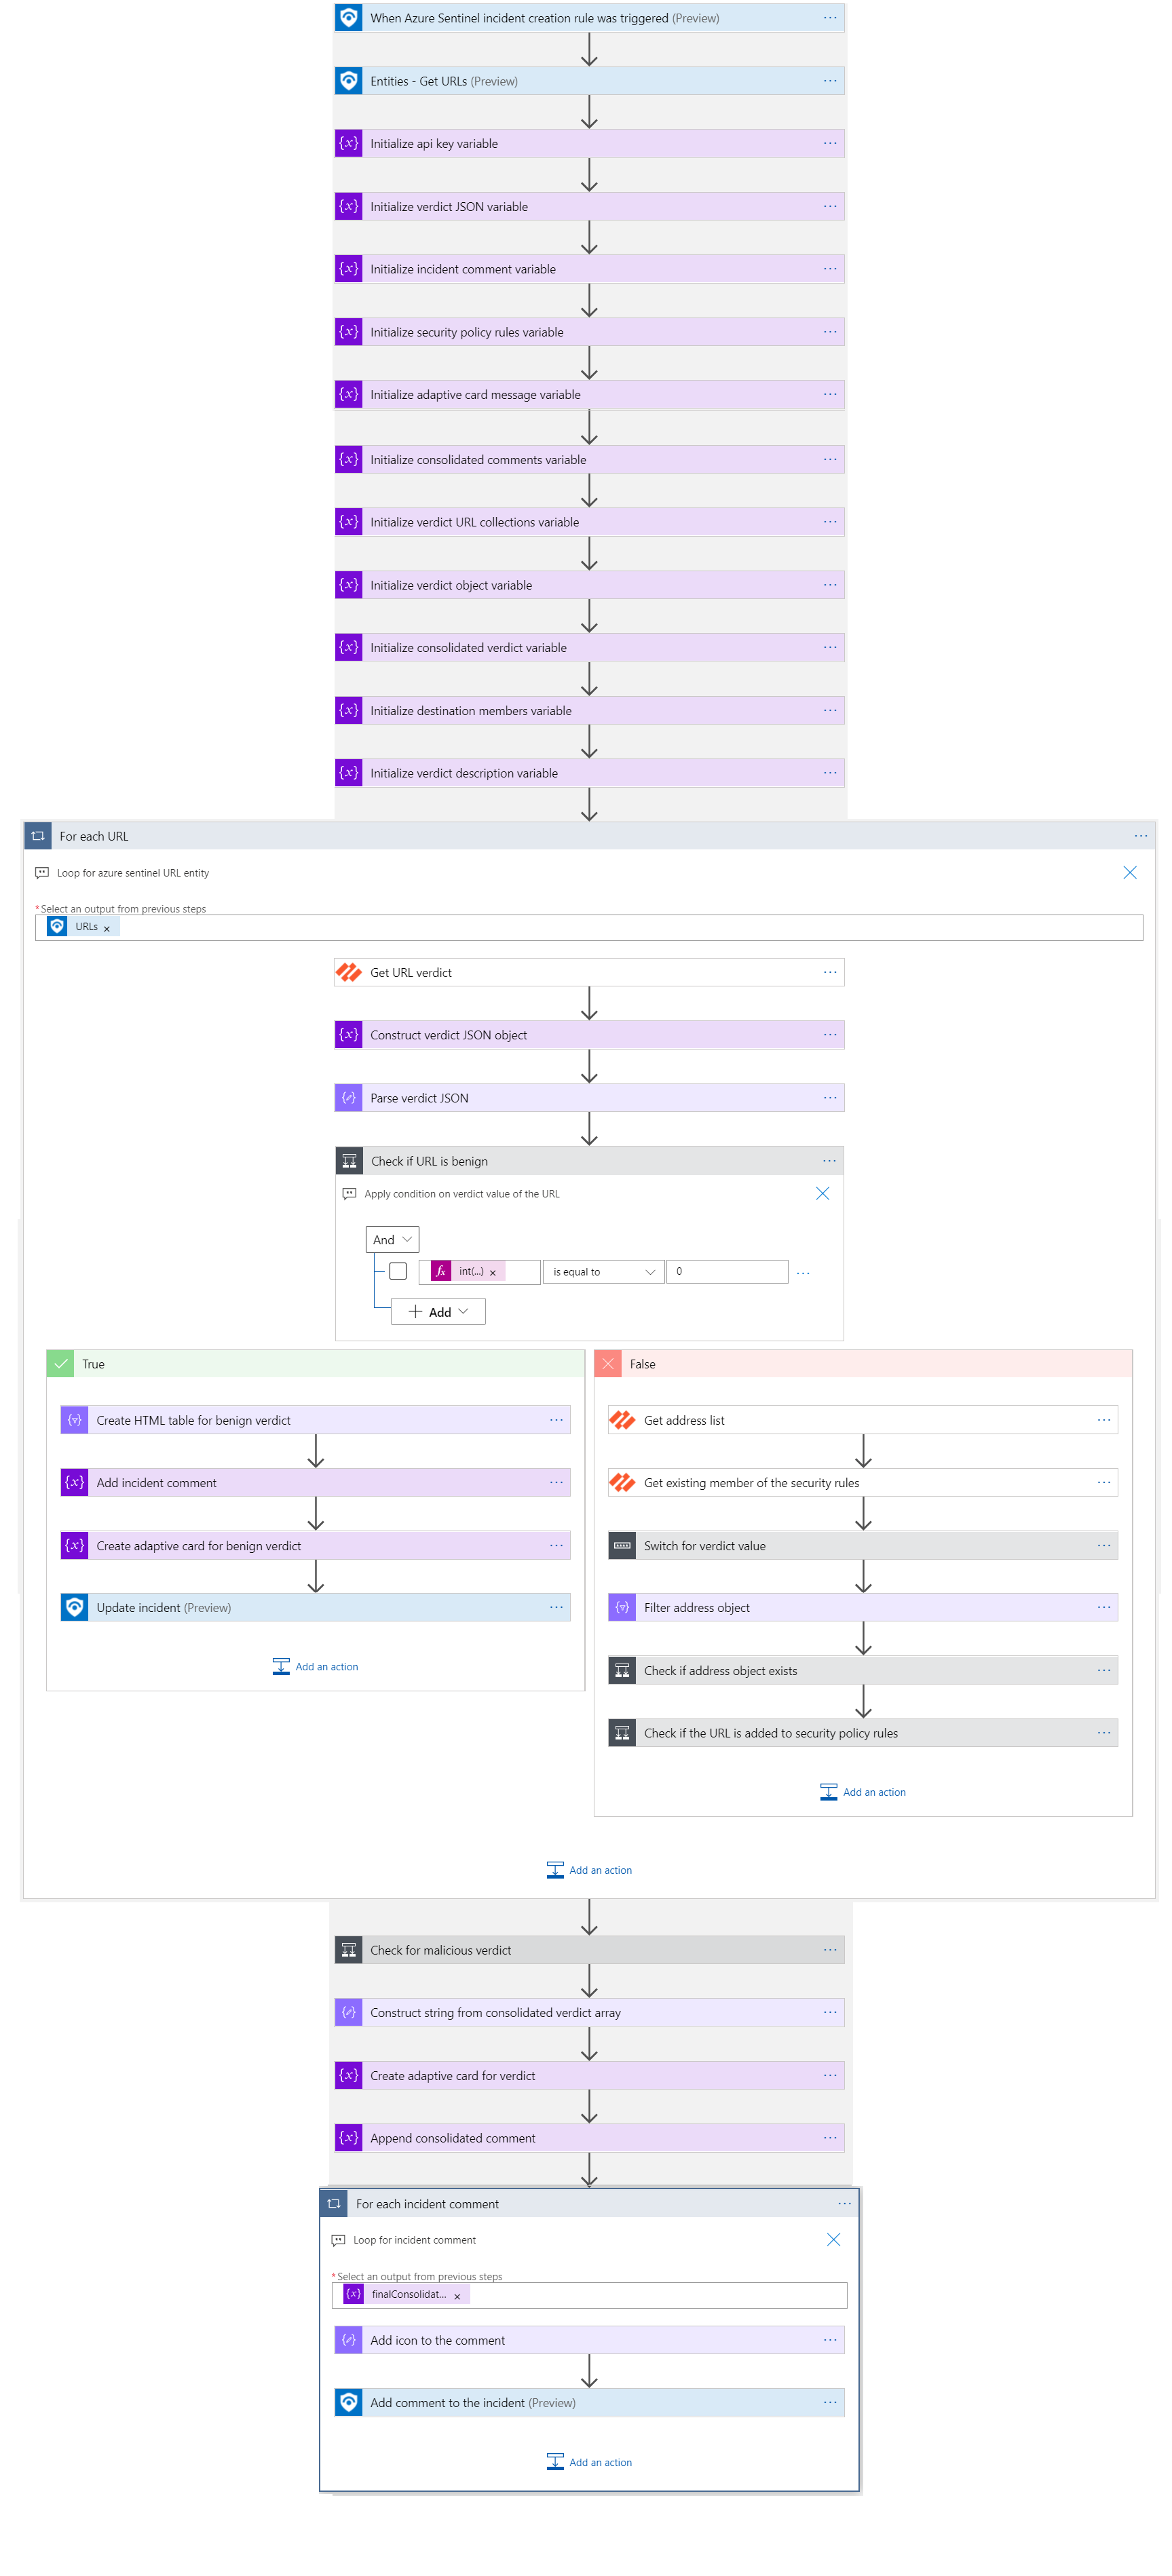 When Azure Sentinel incident creation rule was triggered (Preview)
Entities - Get URLs (Preview)
{x} Initialize api key variable
{x} Initialize verdict JSON variable
{x} Initialize incident comment variable
{x} Initialize security policy rules variable
{x} Initialize adaptive card message variable
{x} Initialize consolidated comments variable
{x} Initialize verdict URL collections variable
{x} Initialize verdict object variable
{x} Initialize consolidated verdict variable
{x} Initialize destination members variable
{x} Initialize verdict description variable
For each URL
Loop for azure sentinel URL entity
*Select an output from previous steps
URLs ×
Get URL verdict
{x} Construct verdict JSON object
Parse verdict JSON
Check if URL is benign
Apply condition on verdict value of the URL
And
fx int(...) × is equal to 0
+ Add
True
Create HTML table for benign verdict
{x} Add incident comment
{x} Create adaptive card for benign verdict
Update incident (Preview)
Add an action
False
Get address list
Get existing member of the security rules
Switch for verdict value
Filter address object
Check if address object exists
Check if the URL is added to security policy rules
Add an action
Add an action
Check for malicious verdict
Construct string from consolidated verdict array
{x} Create adaptive card for verdict
{x} Append consolidated comment
For each incident comment
Loop for incident comment
*Select an output from previous steps
{x} finalConsolidat... ×
Add icon to the comment
Add comment to the incident (Preview)
Add an action